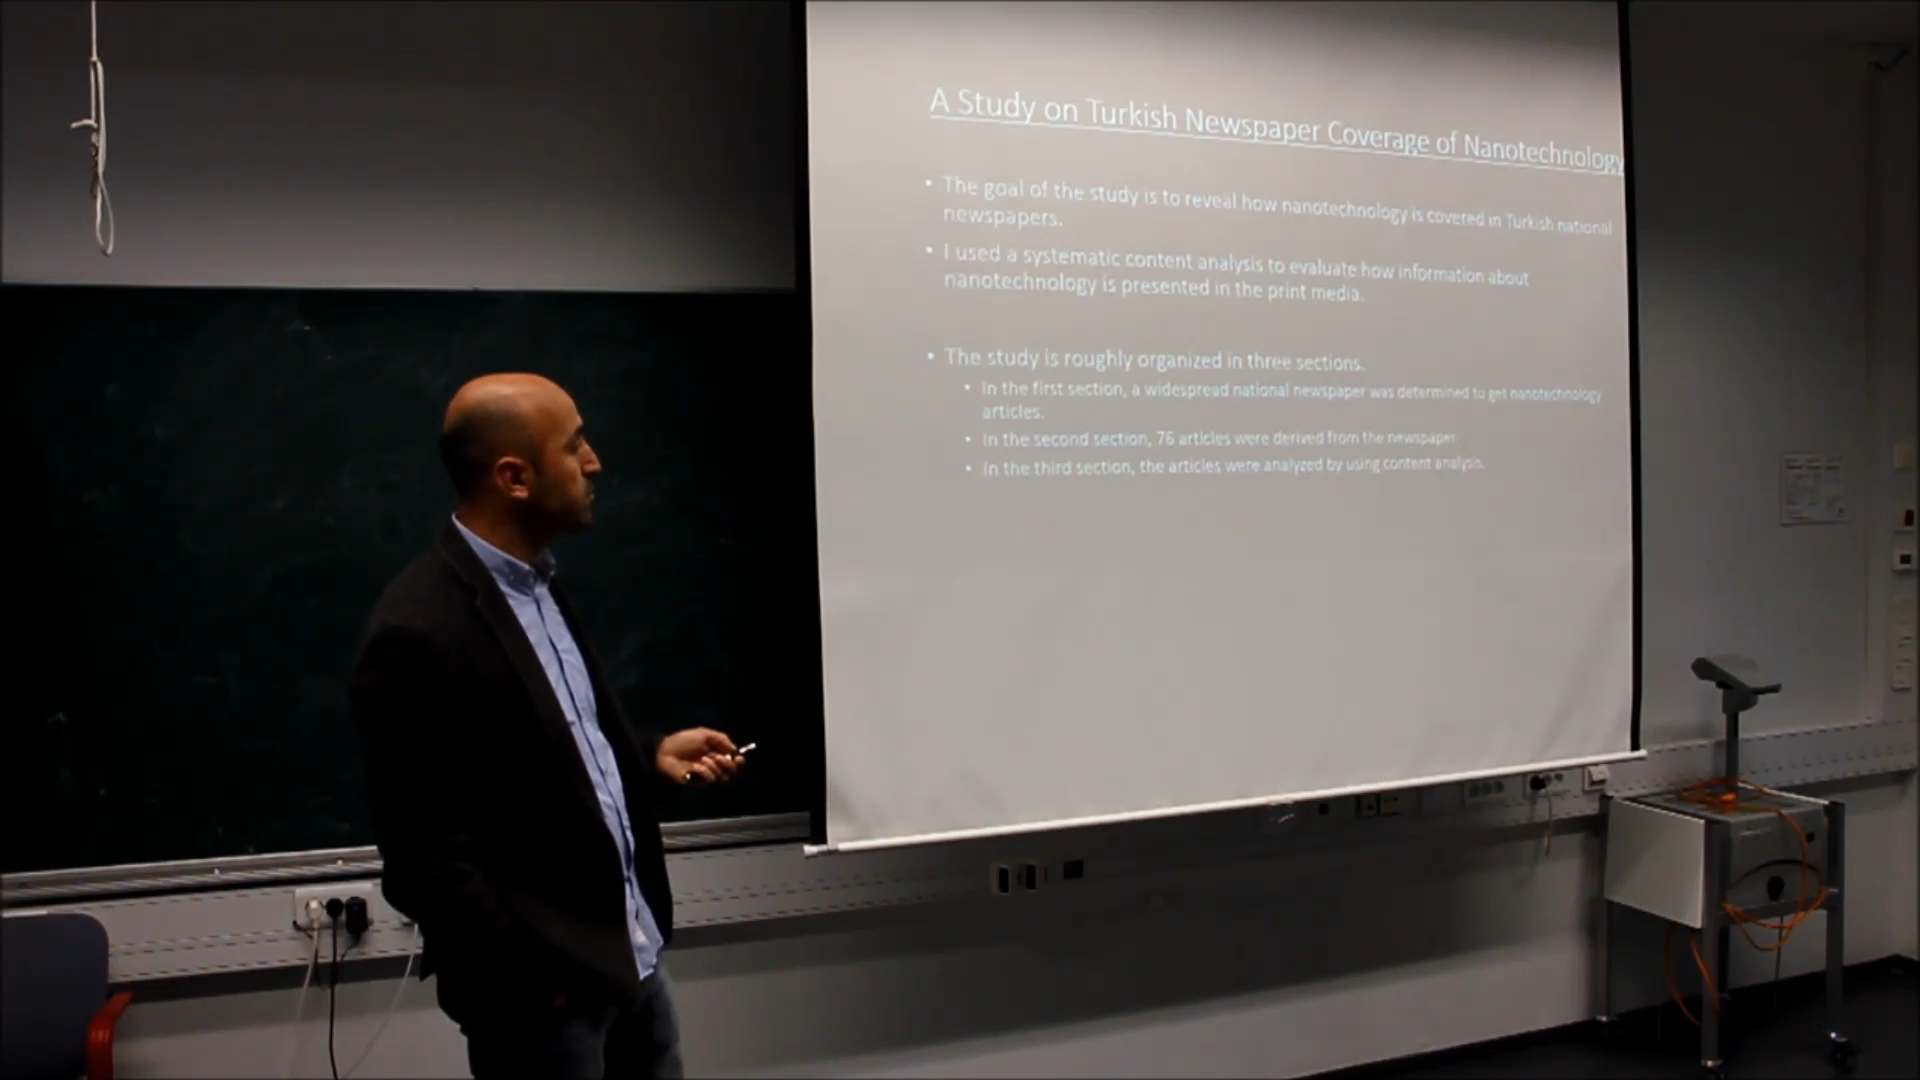 A Study on Turkish Newspaper Coverage of Nanotechnology
• The goal of the study is to reveal how nanotechnology is covered in Turkish national
newspapers.
• I used a systematic content analysis to evaluate how information about
nanotechnology is presented in the print media.
• The study is roughly organized in three sections.
• In the first section, a widespread national newspaper was determined to get nanotechnology
articles.
• In the second section, 76 articles were derived from the newspaper.
• In the third section, the articles were analyzed by using content analysis.